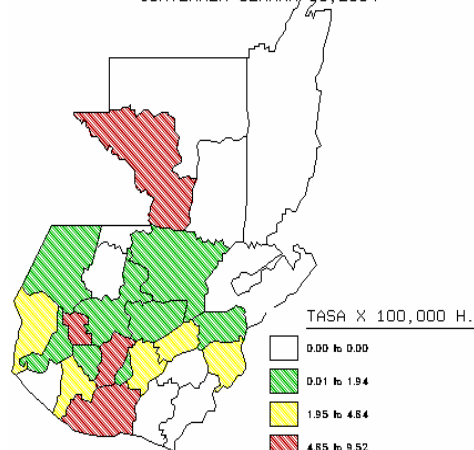 TASA X 100,000 H.
0.00 to 0.00
0.01 to 1.94
1.95 to 4.64
4.65 to 9.52